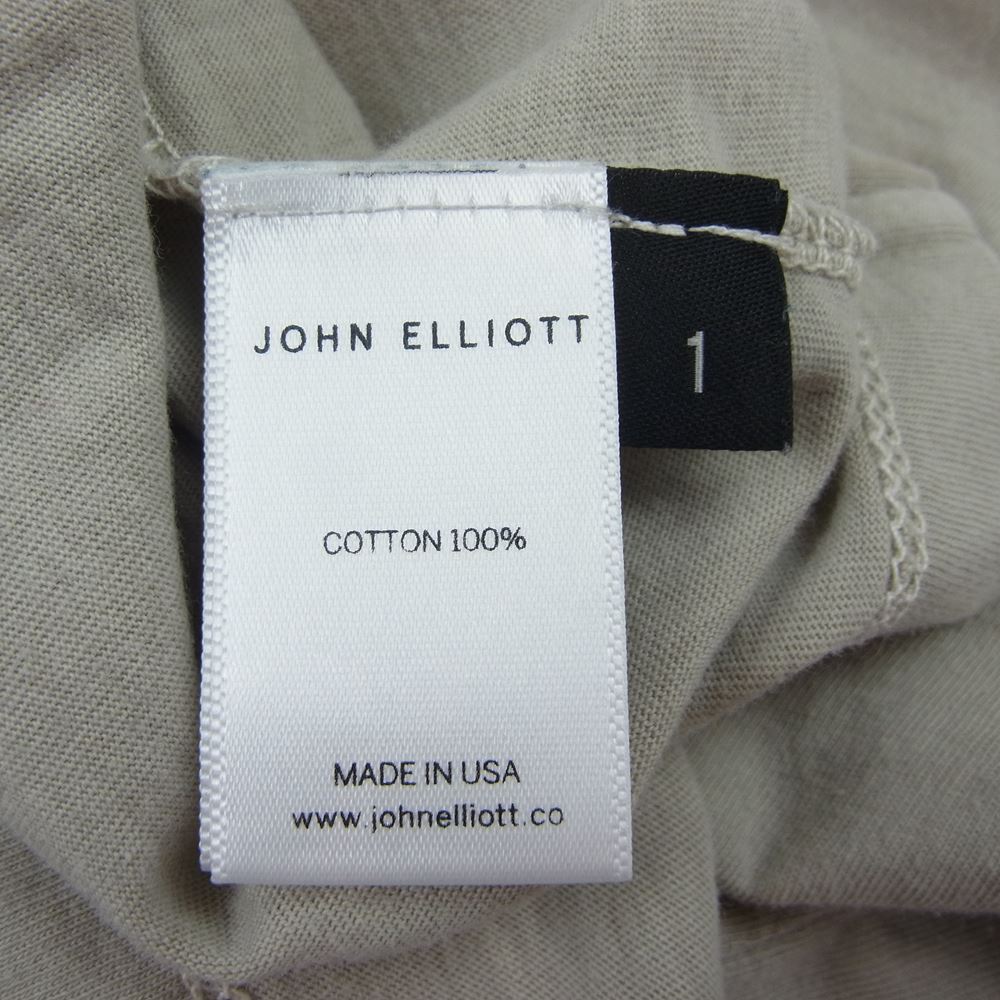 JOHN ELLIOTT
1
COTTON 100%
MADE IN USA
www.johnelliott.co